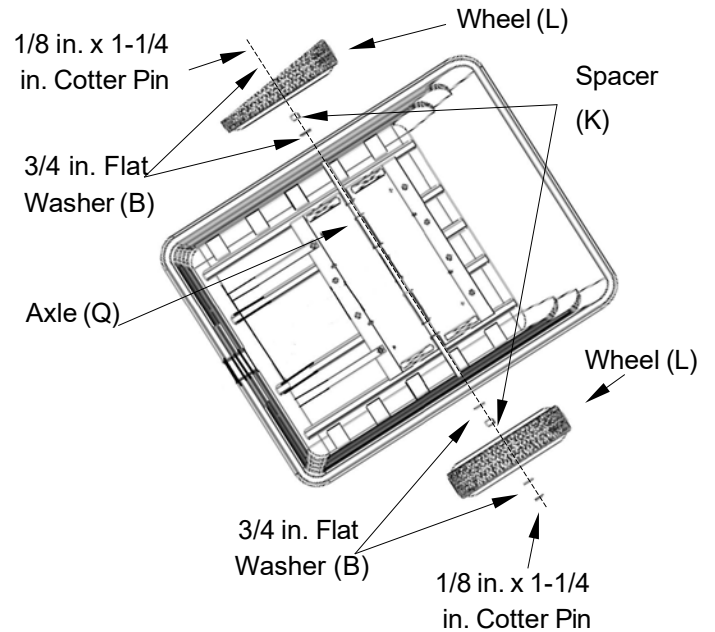 Wheel (L)
1/8 in. x 1-1/4
in. Cotter Pin
Spacer
(K)
3/4 in. Flat
Washer (B)
Axle (Q)
Wheel (L)
3/4 in. Flat
Washer (B)
1/8 in. x 1-1/4
in. Cotter Pin